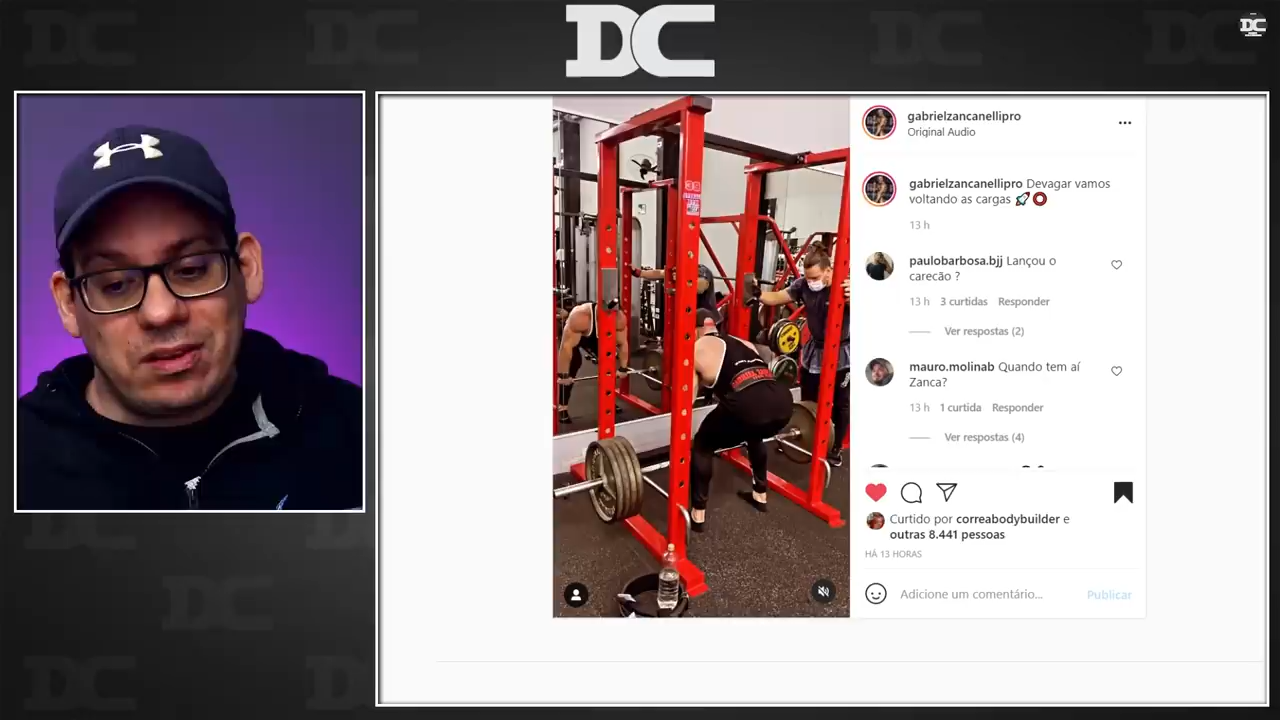 DC
DC
gabrielzancanellipro
Original Audio
gabrielzancanellipro Devagar vamos
voltando as cargas
13 h
paulobarbosa.bjj Lançou o
carecão ?
13 h 3 curtidas Responder
Ver respostas (2)
mauro.molinab Quando tem aí
Zanca?
13 h 1 curtida Responder
Ver respostas (4)
Curtido por correabodybuilder e
outras 8.441 pessoas
HÁ 13 HORAS
Adicione um comentário... Publicar